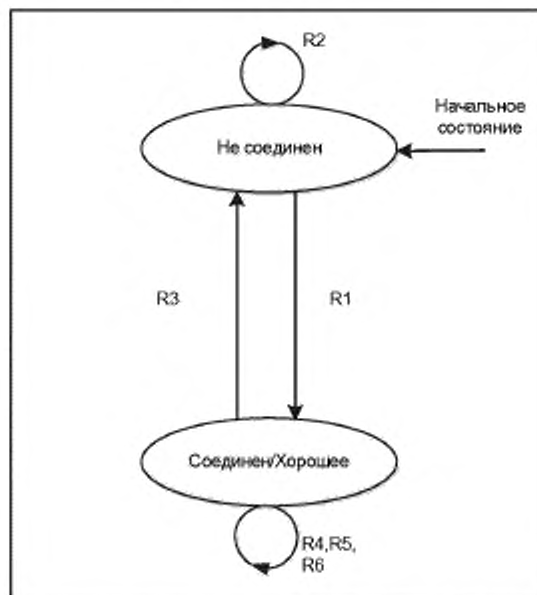 R2
Начальное
состояние
Не соединен
R3
R1
Соединен/Хорошее
R4,R5,
R6